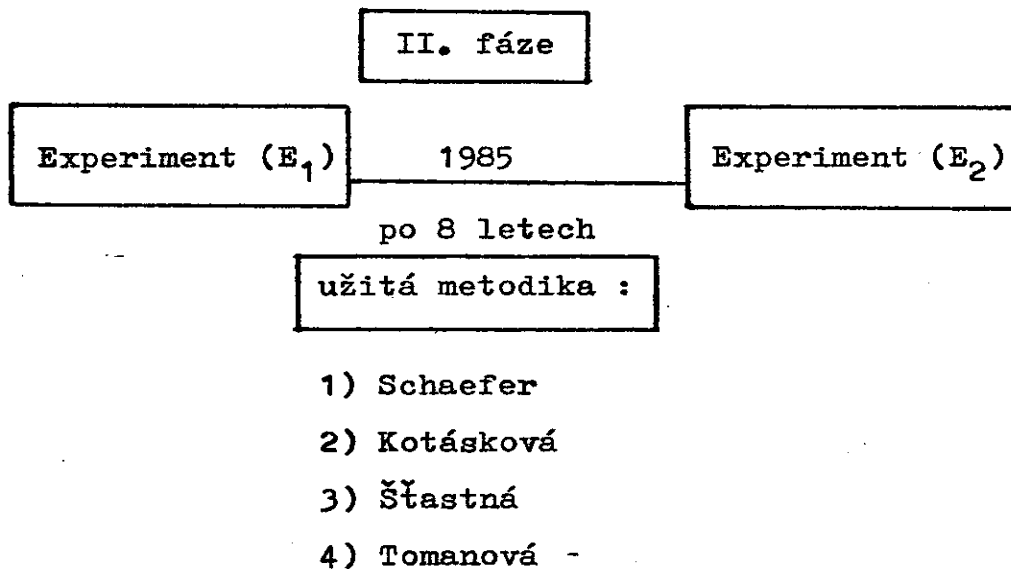 II. fáze
Experiment (E₁) 1985 Experiment (E₂)
po 8 letech
užitá metodika :
1) Schaefer
2) Kotásková
3) Šťastná
4) Tomanová -